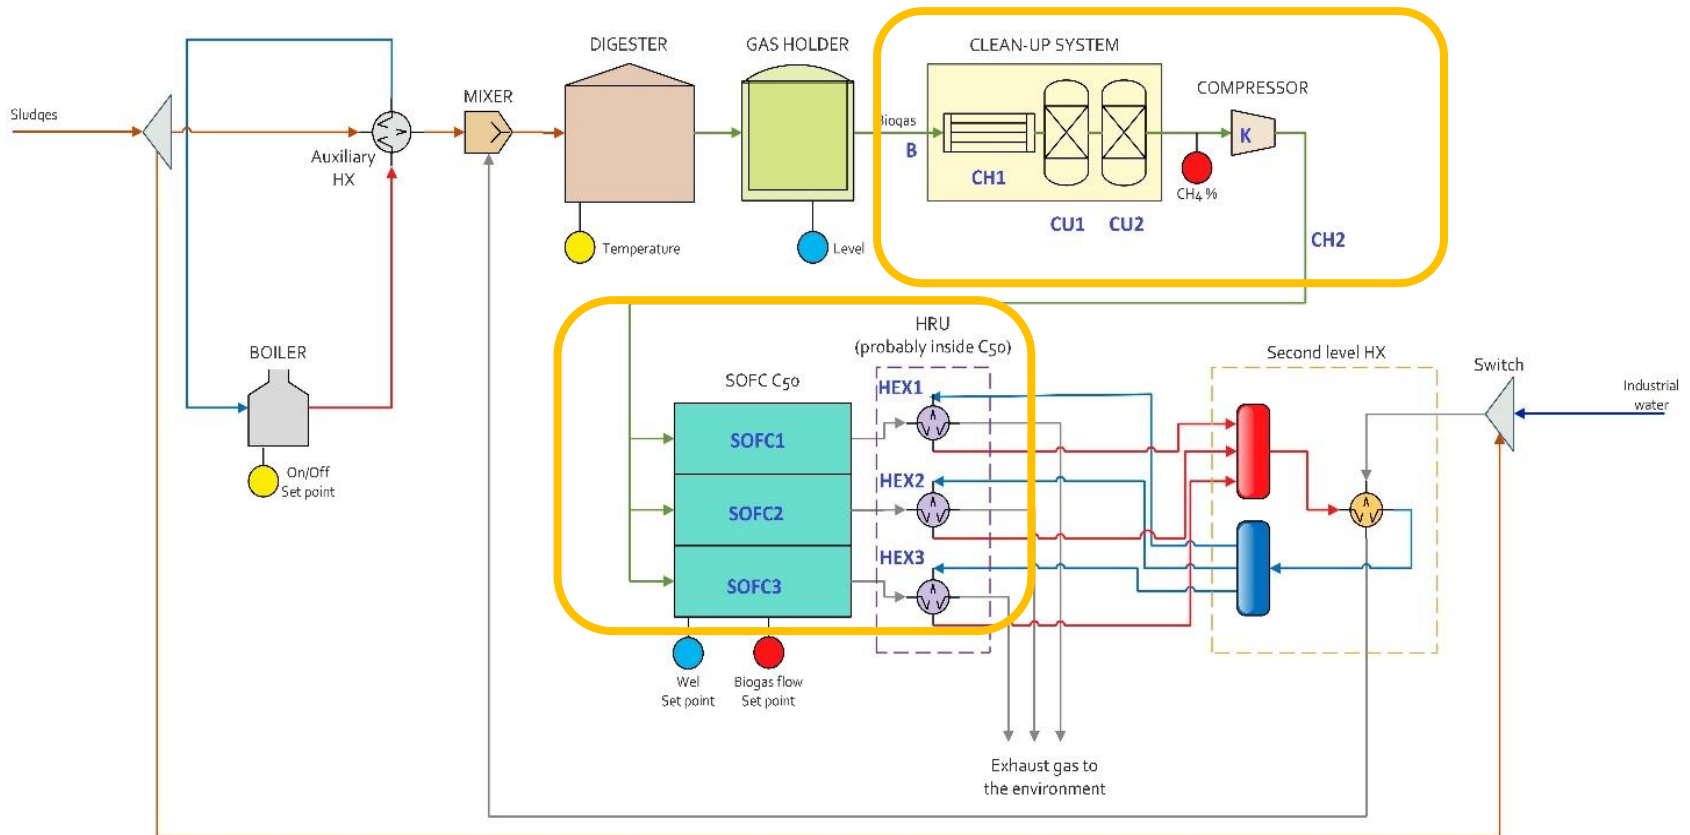 DIGESTER
GAS HOLDER
CLEAN-UP SYSTEM
COMPRESSOR
MIXER
Sludges
Biogas
B
K
Auxiliary
HX
CH1
CH4 %
CU1
CU2
CH2
Temperature
Level
HRU
(probably inside C50)
BOILER
Second level HX
Switch
SOFC C50
HEX1
Industrial
water
SOFC1
On/Off
Set point
HEX2
SOFC2
HEX3
SOFC3
Wel
Set point
Biogas flow
Set point
Exhaust gas to
the environment